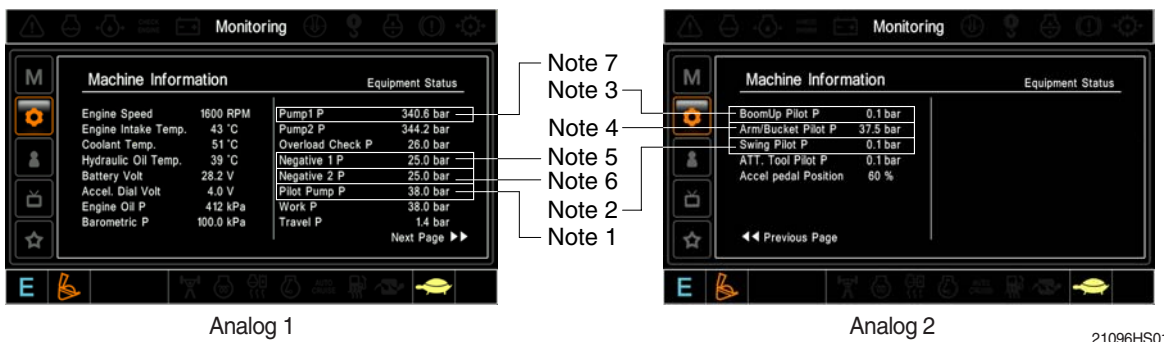 Monitoring
Machine Information
Equipment Status
Engine Speed 1600 RPM
Engine Intake Temp. 43 °C
Coolant Temp. 51 °C
Hydraulic Oil Temp. 39 °C
Battery Volt 28.2 V
Accel. Dial Volt 4.0 V
Engine Oil P 412 kPa
Barometric P 100.0 kPa
Pump1 P 340.6 bar
Pump2 P 344.2 bar
Overload Check P 26.0 bar
Negative 1 P 25.0 bar
Negative 2 P 25.0 bar
Pilot Pump P 38.0 bar
Work P 38.0 bar
Travel P 1.4 bar
Next Page ▶▶
M
E
Analog 1
Note 7
Note 3
Note 4
Note 5
Note 6
Note 2
Note 1
Monitoring
Machine Information
Equipment Status
BoomUp Pilot P 0.1 bar
Arm/Bucket Pilot P 37.5 bar
Swing Pilot P 0.1 bar
ATT. Tool Pilot P 0.1 bar
Accel pedal Position 60 %
◀◀ Previous Page
M
E
Analog 2
21096HS01